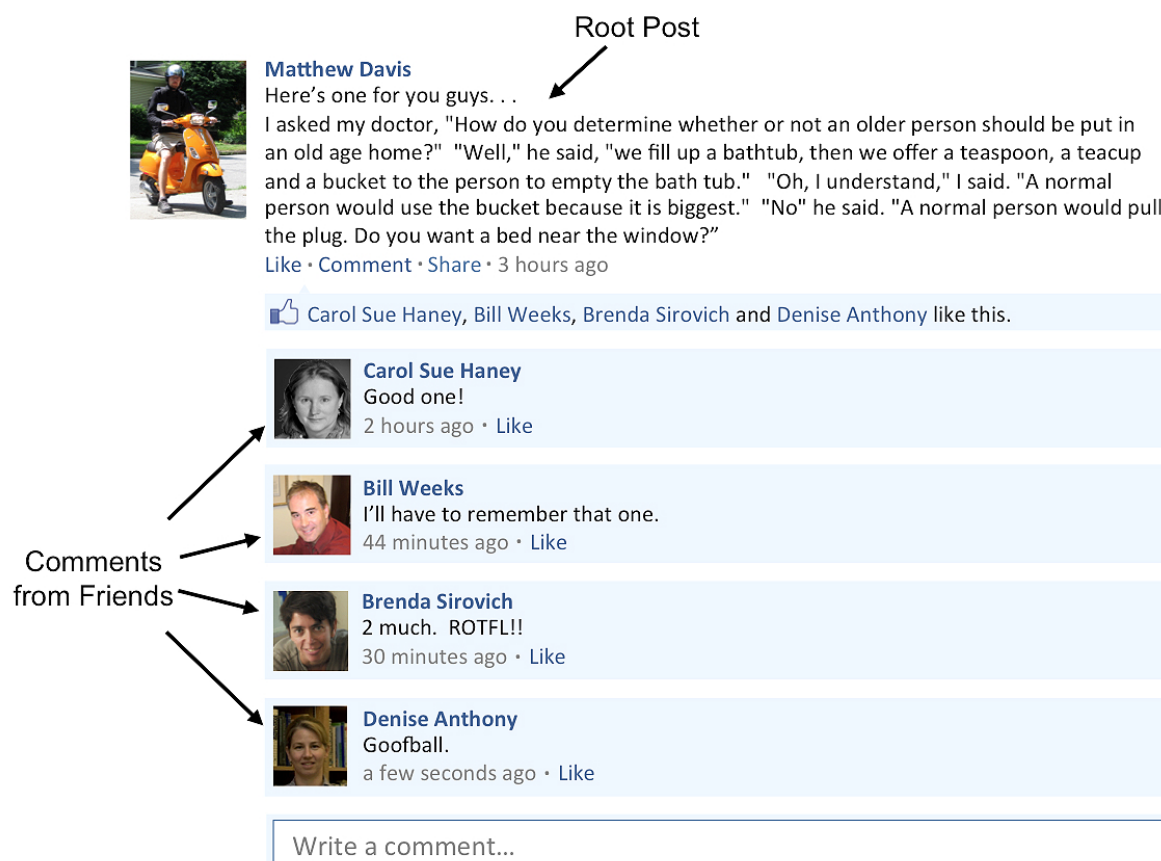 Root Post
Matthew Davis
Here's one for you guys. . .
I asked my doctor, "How do you determine whether or not an older person should be put in
an old age home?"  "Well," he said, "we fill up a bathtub, then we offer a teaspoon, a teacup
and a bucket to the person to empty the bath tub."   "Oh, I understand," I said. "A normal
person would use the bucket because it is biggest."  "No" he said. "A normal person would pull
the plug. Do you want a bed near the window?”
Like · Comment · Share · 3 hours ago
Carol Sue Haney, Bill Weeks, Brenda Sirovich and Denise Anthony like this.
Carol Sue Haney
Good one!
2 hours ago · Like
Bill Weeks
I'll have to remember that one.
44 minutes ago · Like
Comments
from Friends
Brenda Sirovich
2 much.  ROTFL!!
30 minutes ago · Like
Denise Anthony
Goofball.
a few seconds ago · Like
Write a comment...